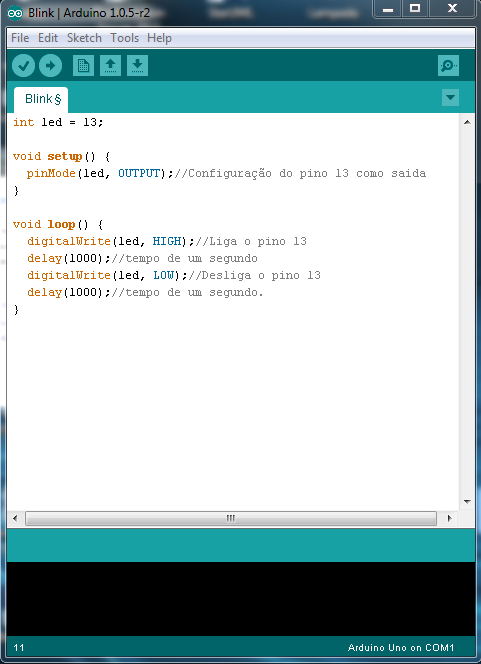 Blink | Arduino 1.0.5-r2
File Edit Sketch Tools Help
Blink §
int led = 13;
void setup() {
pinMode(led, OUTPUT);//Configuração do pino 13 como saida
}
void loop() {
digitalWrite(led, HIGH);//Liga o pino 13
delay(1000);//tempo de um segundo
digitalWrite(led, LOW);//Desliga o pino 13
delay(1000);//tempo de um segundo.
}
11 Arduino Uno on COM1